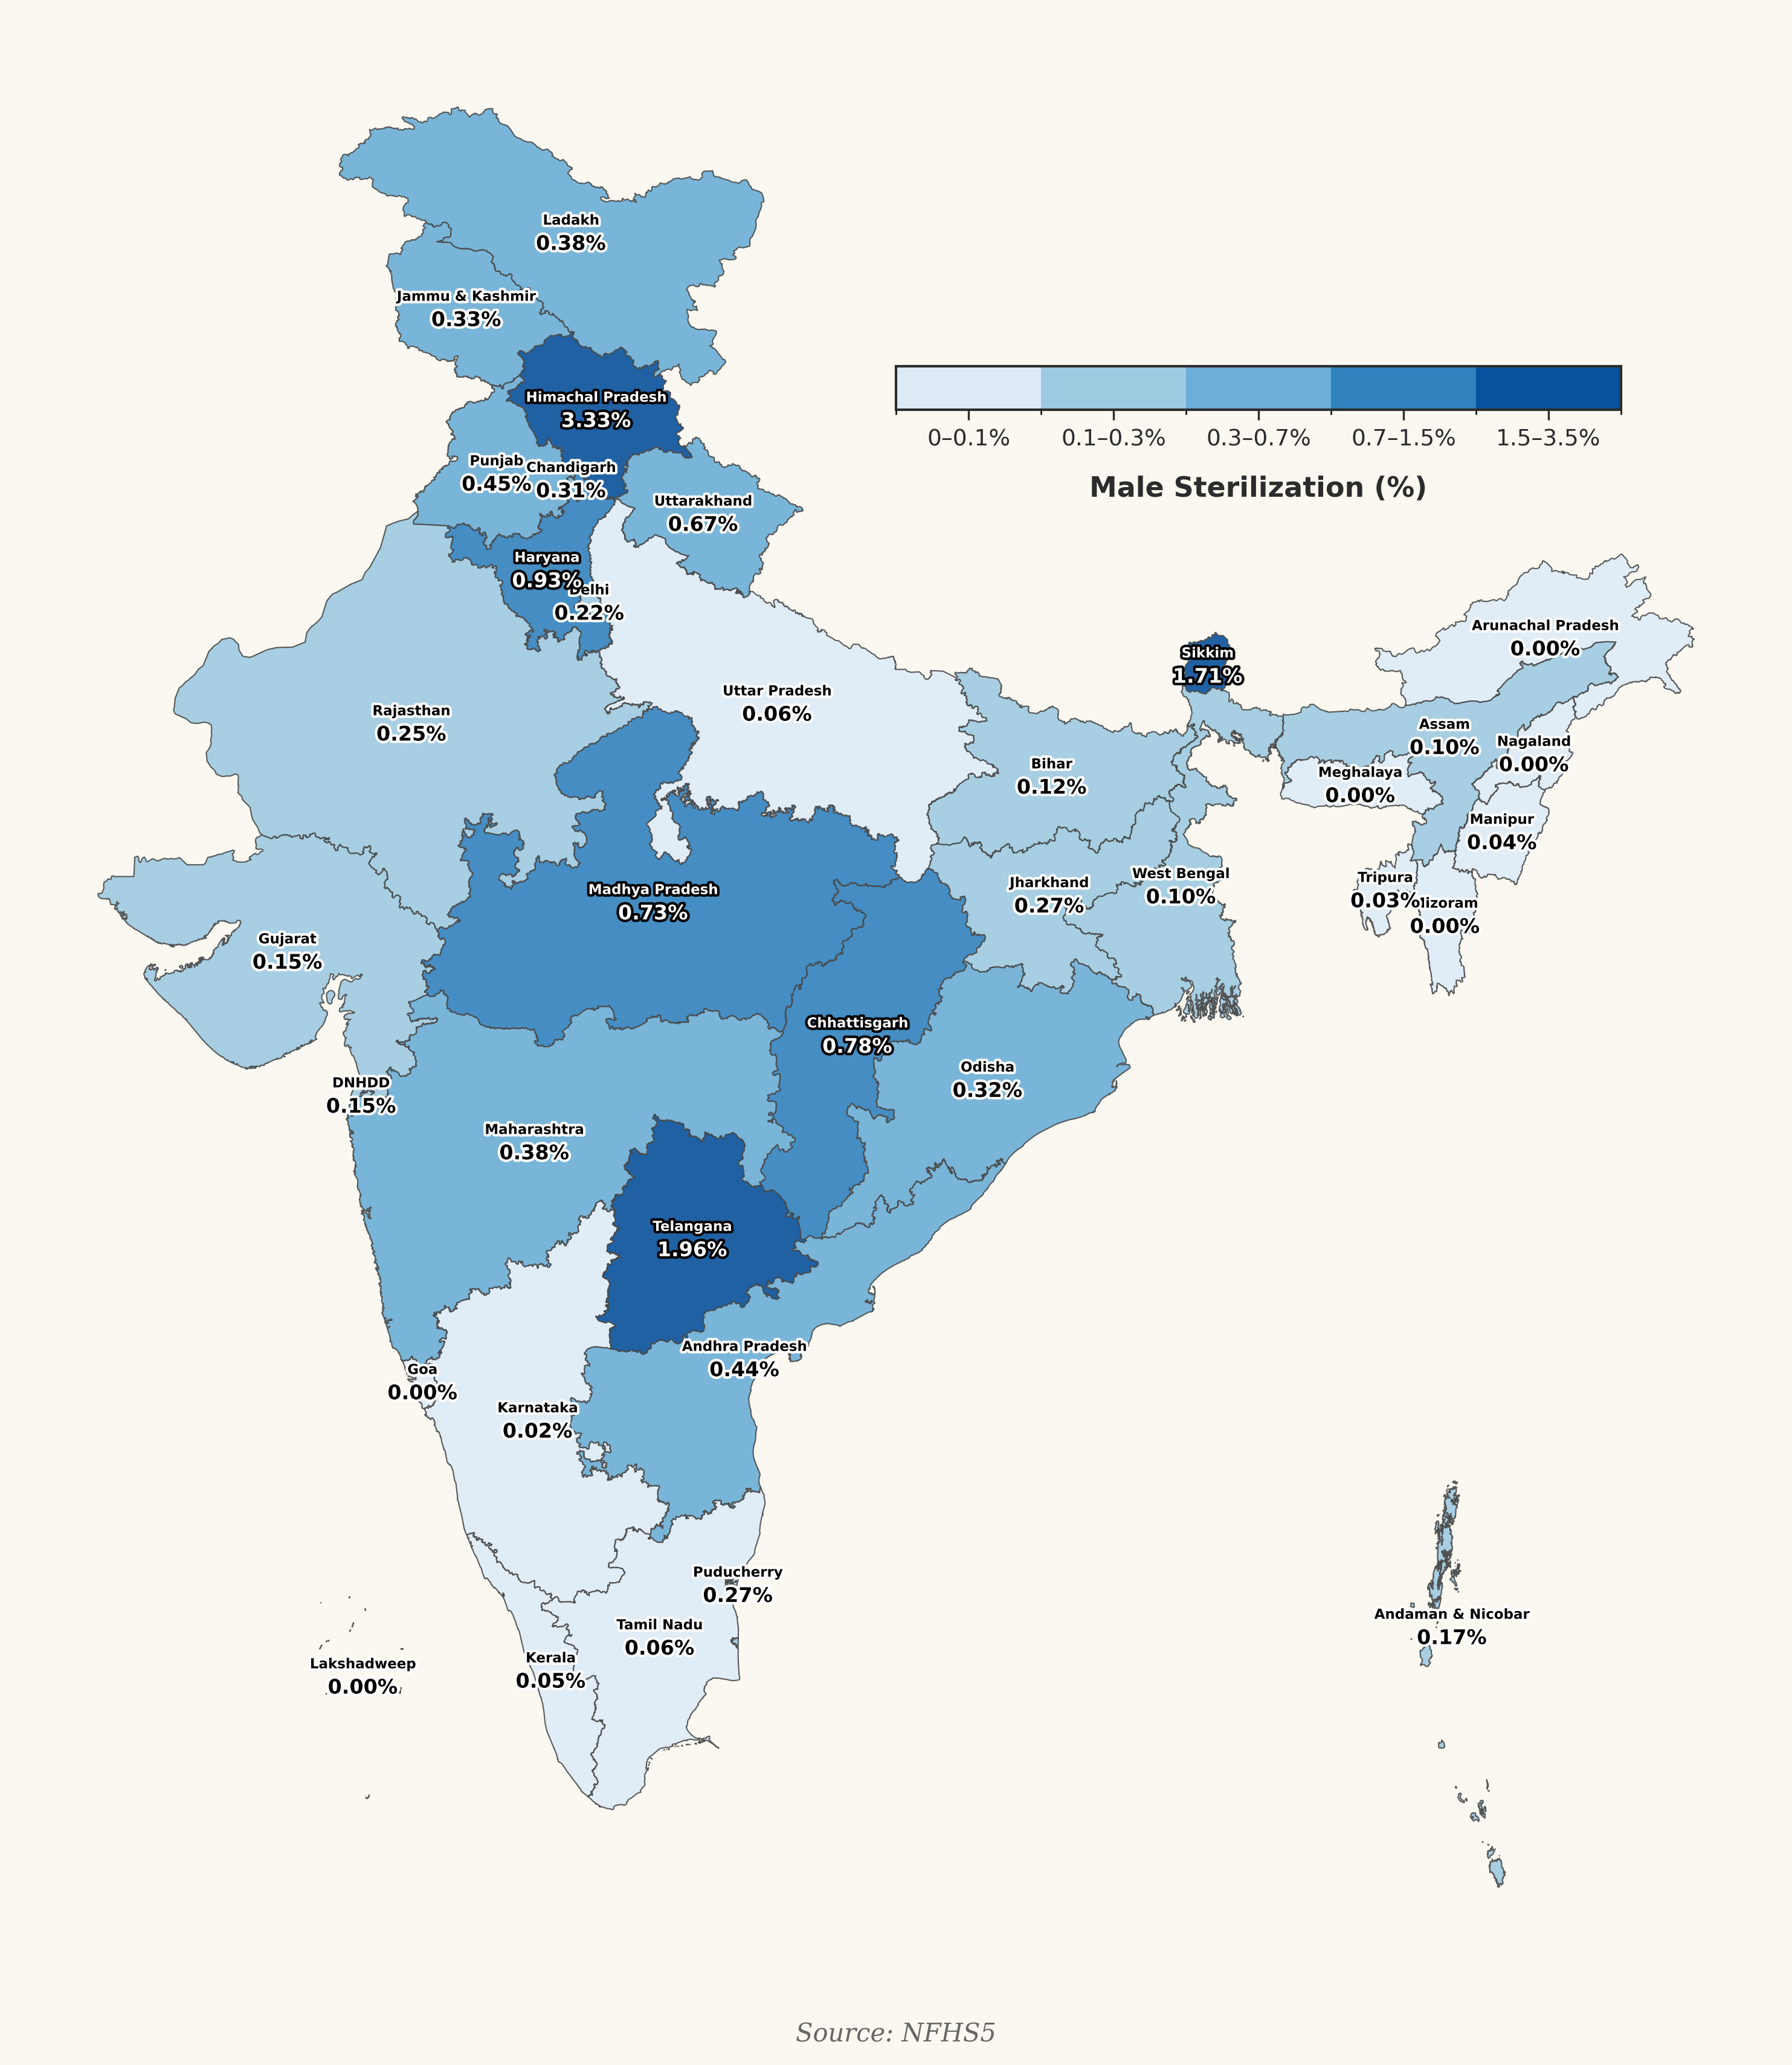 Ladakh
0.38%
Jammu & Kashmir
0.33%
Himachal Pradesh
3.33%
0–0.1%
0.1–0.3%
0.3–0.7%
0.7–1.5%
1.5–3.5%
Male Sterilization (%)
Punjab
0.45%
Chandigarh
0.31%
Uttarakhand
0.67%
Haryana
0.93%
Delhi
0.22%
Arunachal Pradesh
0.00%
Sikkim
1.71%
Uttar Pradesh
0.06%
Rajasthan
0.25%
Assam
0.10%
Nagaland
0.00%
Bihar
0.12%
Meghalaya
0.00%
Manipur
0.04%
Madhya Pradesh
0.73%
Jharkhand
0.27%
West Bengal
0.10%
Tripura
0.03%
Mizoram
0.00%
Gujarat
0.15%
Chhattisgarh
0.78%
Odisha
0.32%
DNHDD
0.15%
Maharashtra
0.38%
Telangana
1.96%
Andhra Pradesh
0.44%
Goa
0.00%
Karnataka
0.02%
Puducherry
0.27%
Tamil Nadu
0.06%
Andaman & Nicobar
0.17%
Kerala
0.05%
Lakshadweep
0.00%
Source: NFHS5